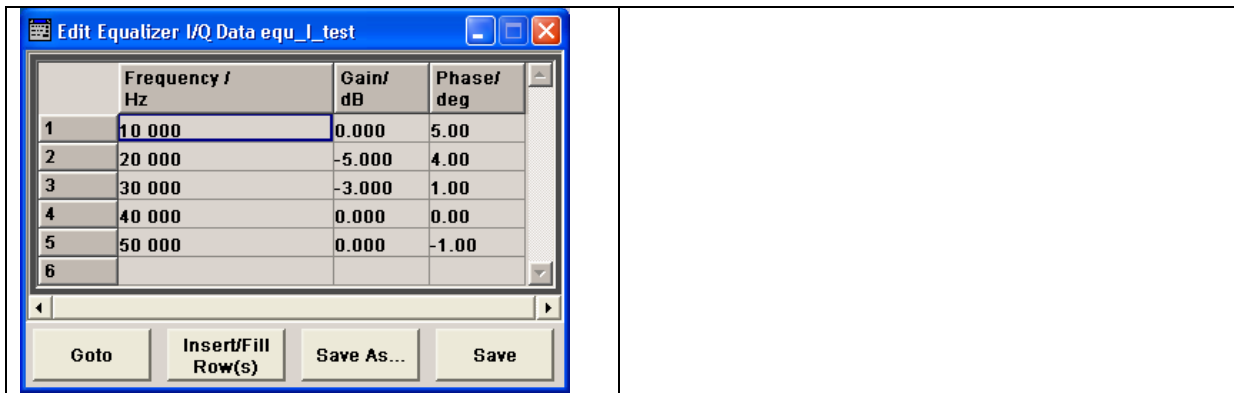 Edit Equalizer I/Q Data equ_I_test
Frequency / Hz Gain/ dB Phase/ deg
1 10 000 0.000 5.00
2 20 000 -5.000 4.00
3 30 000 -3.000 1.00
4 40 000 0.000 0.00
5 50 000 0.000 -1.00
6
Goto Insert/Fill Row(s) Save As... Save